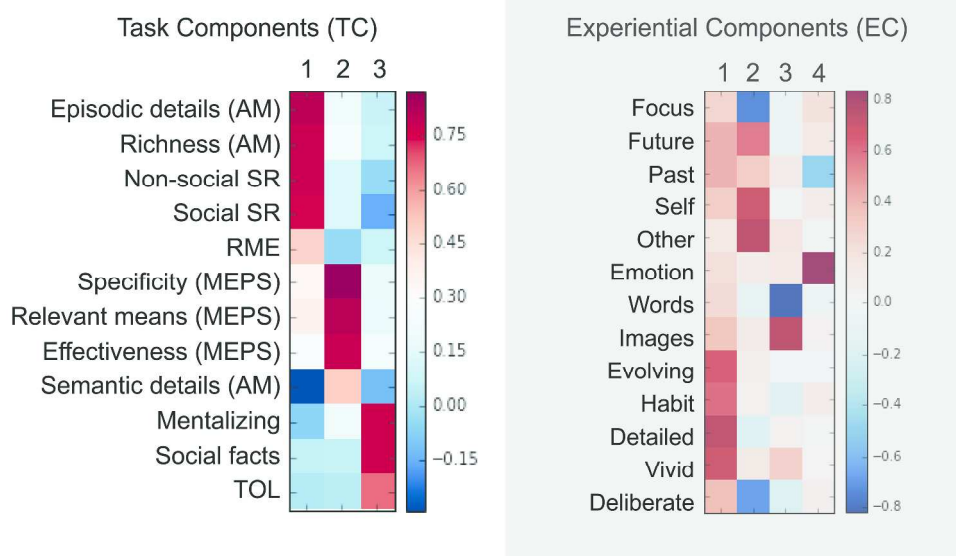 Task Components (TC)
1 2 3
Episodic details (AM)
Richness (AM)
Non-social SR
Social SR
RME
Specificity (MEPS)
Relevant means (MEPS)
Effectiveness (MEPS)
Semantic details (AM)
Mentalizing
Social facts
TOL
0.75
0.60
0.45
0.30
0.15
0.00
−0.15
Experiential Components (EC)
1 2 3 4
Focus
Future
Past
Self
Other
Emotion
Words
Images
Evolving
Habit
Detailed
Vivid
Deliberate
0.8
0.6
0.4
0.2
0.0
−0.2
−0.4
−0.6
−0.8